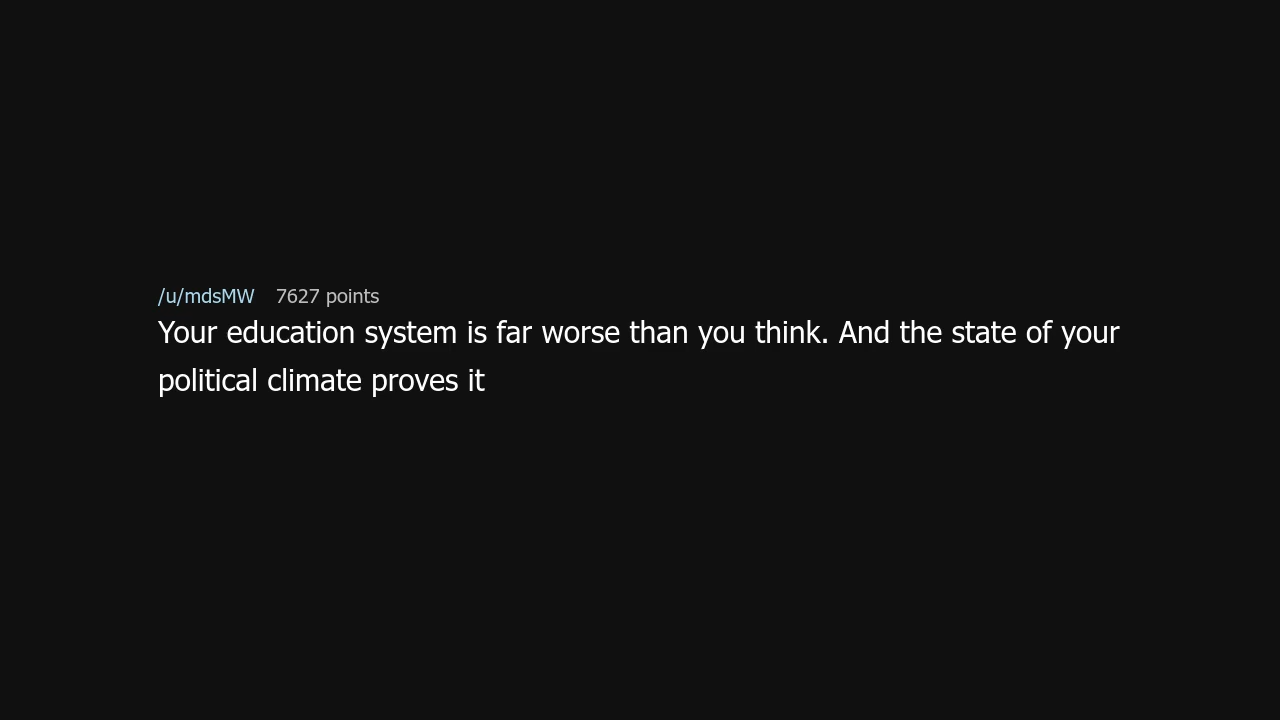 /u/mdsMW 7627 points
Your education system is far worse than you think. And the state of your
political climate proves it